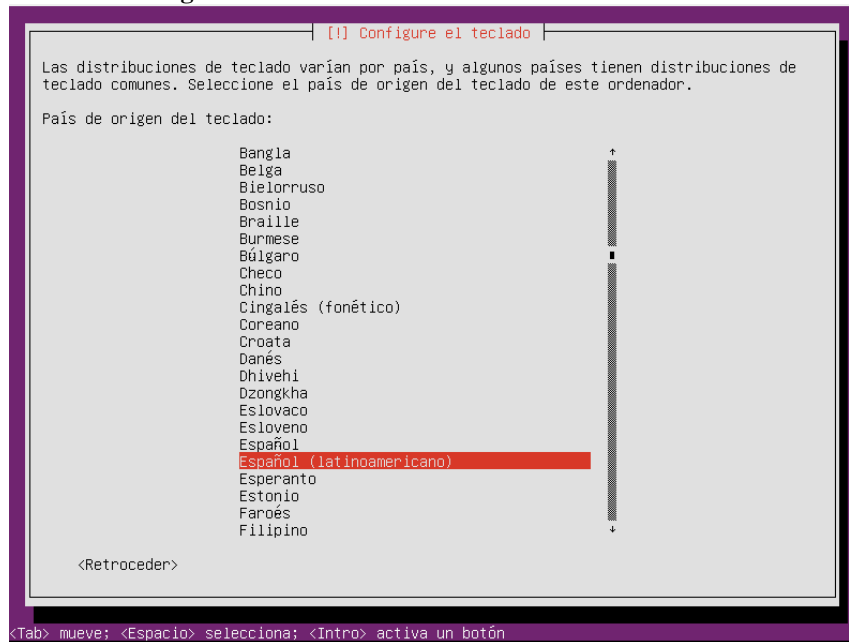 [!] Configure el teclado
Las distribuciones de teclado varían por país, y algunos países tienen distribuciones de
teclado comunes. Seleccione el país de origen del teclado de este ordenador.
País de origen del teclado:
Bangla
Belga
Bielorruso
Bosnio
Braille
Burmese
Búlgaro
Checo
Chino
Cingalés (fonético)
Coreano
Croata
Danés
Dhivehi
Dzongkha
Eslovaco
Esloveno
Español
Español (latinoamericano)
Esperanto
Estonio
Faroés
Filipino
<Retroceder>
<Tab> mueve; <Espacio> selecciona; <Intro> activa un botón